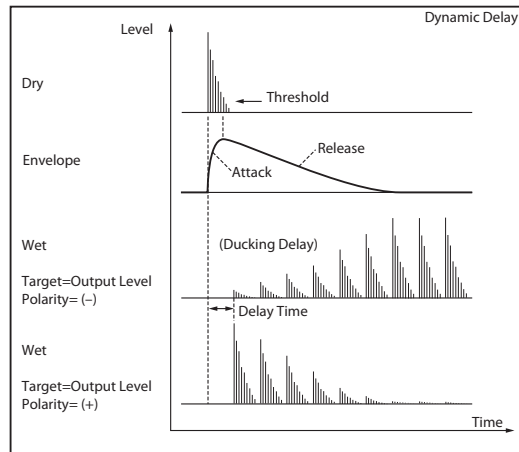 Dynamic Delay
Level
Dry
Threshold
Envelope
Release
Attack
Wet
(Ducking Delay)
Target=Output Level
Polarity= (–)
Delay Time
Wet
Target=Output Level
Polarity= (+)
Time